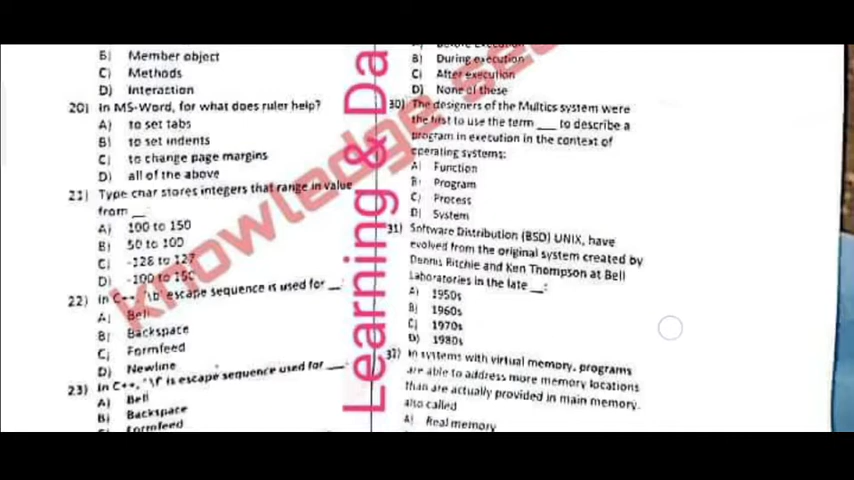 B) Member object
C) Methods
D) Interaction
20) In MS-Word, for what does ruler help?
A) to set tabs
B) to set indents
C) to change page margins
D) all of the above
21) Type char stores integers that range in value
from __
A) 100 to 150
B) 50 to 100
C) -128 to 127
D) -100 to 150
22) In C++, '\b' escape sequence is used for __:
A) Bell
B) Backspace
C) Formfeed
D) Newline
23) In C++, '\f' is escape sequence used for ___:
A) Bell
B) Backspace
C) Formfeed
Learning & Da
knowledge se
A) Before execution
B) During execution
C) After execution
D) None of these
30) The designers of the Multics system were
the first to use the term ___ to describe a
program in execution in the context of
operating systems:
A) Function
B) Program
C) Process
D) System
31) Software Distribution (BSD) UNIX, have
evolved from the original system created by
Dennis Ritchie and Ken Thompson at Bell
Laboratories in the late __:
A) 1950s
B) 1960s
C) 1970s
D) 1980s
32) In systems with virtual memory, programs
are able to address more memory locations
than are actually provided in main memory.
also called
A) Real memory